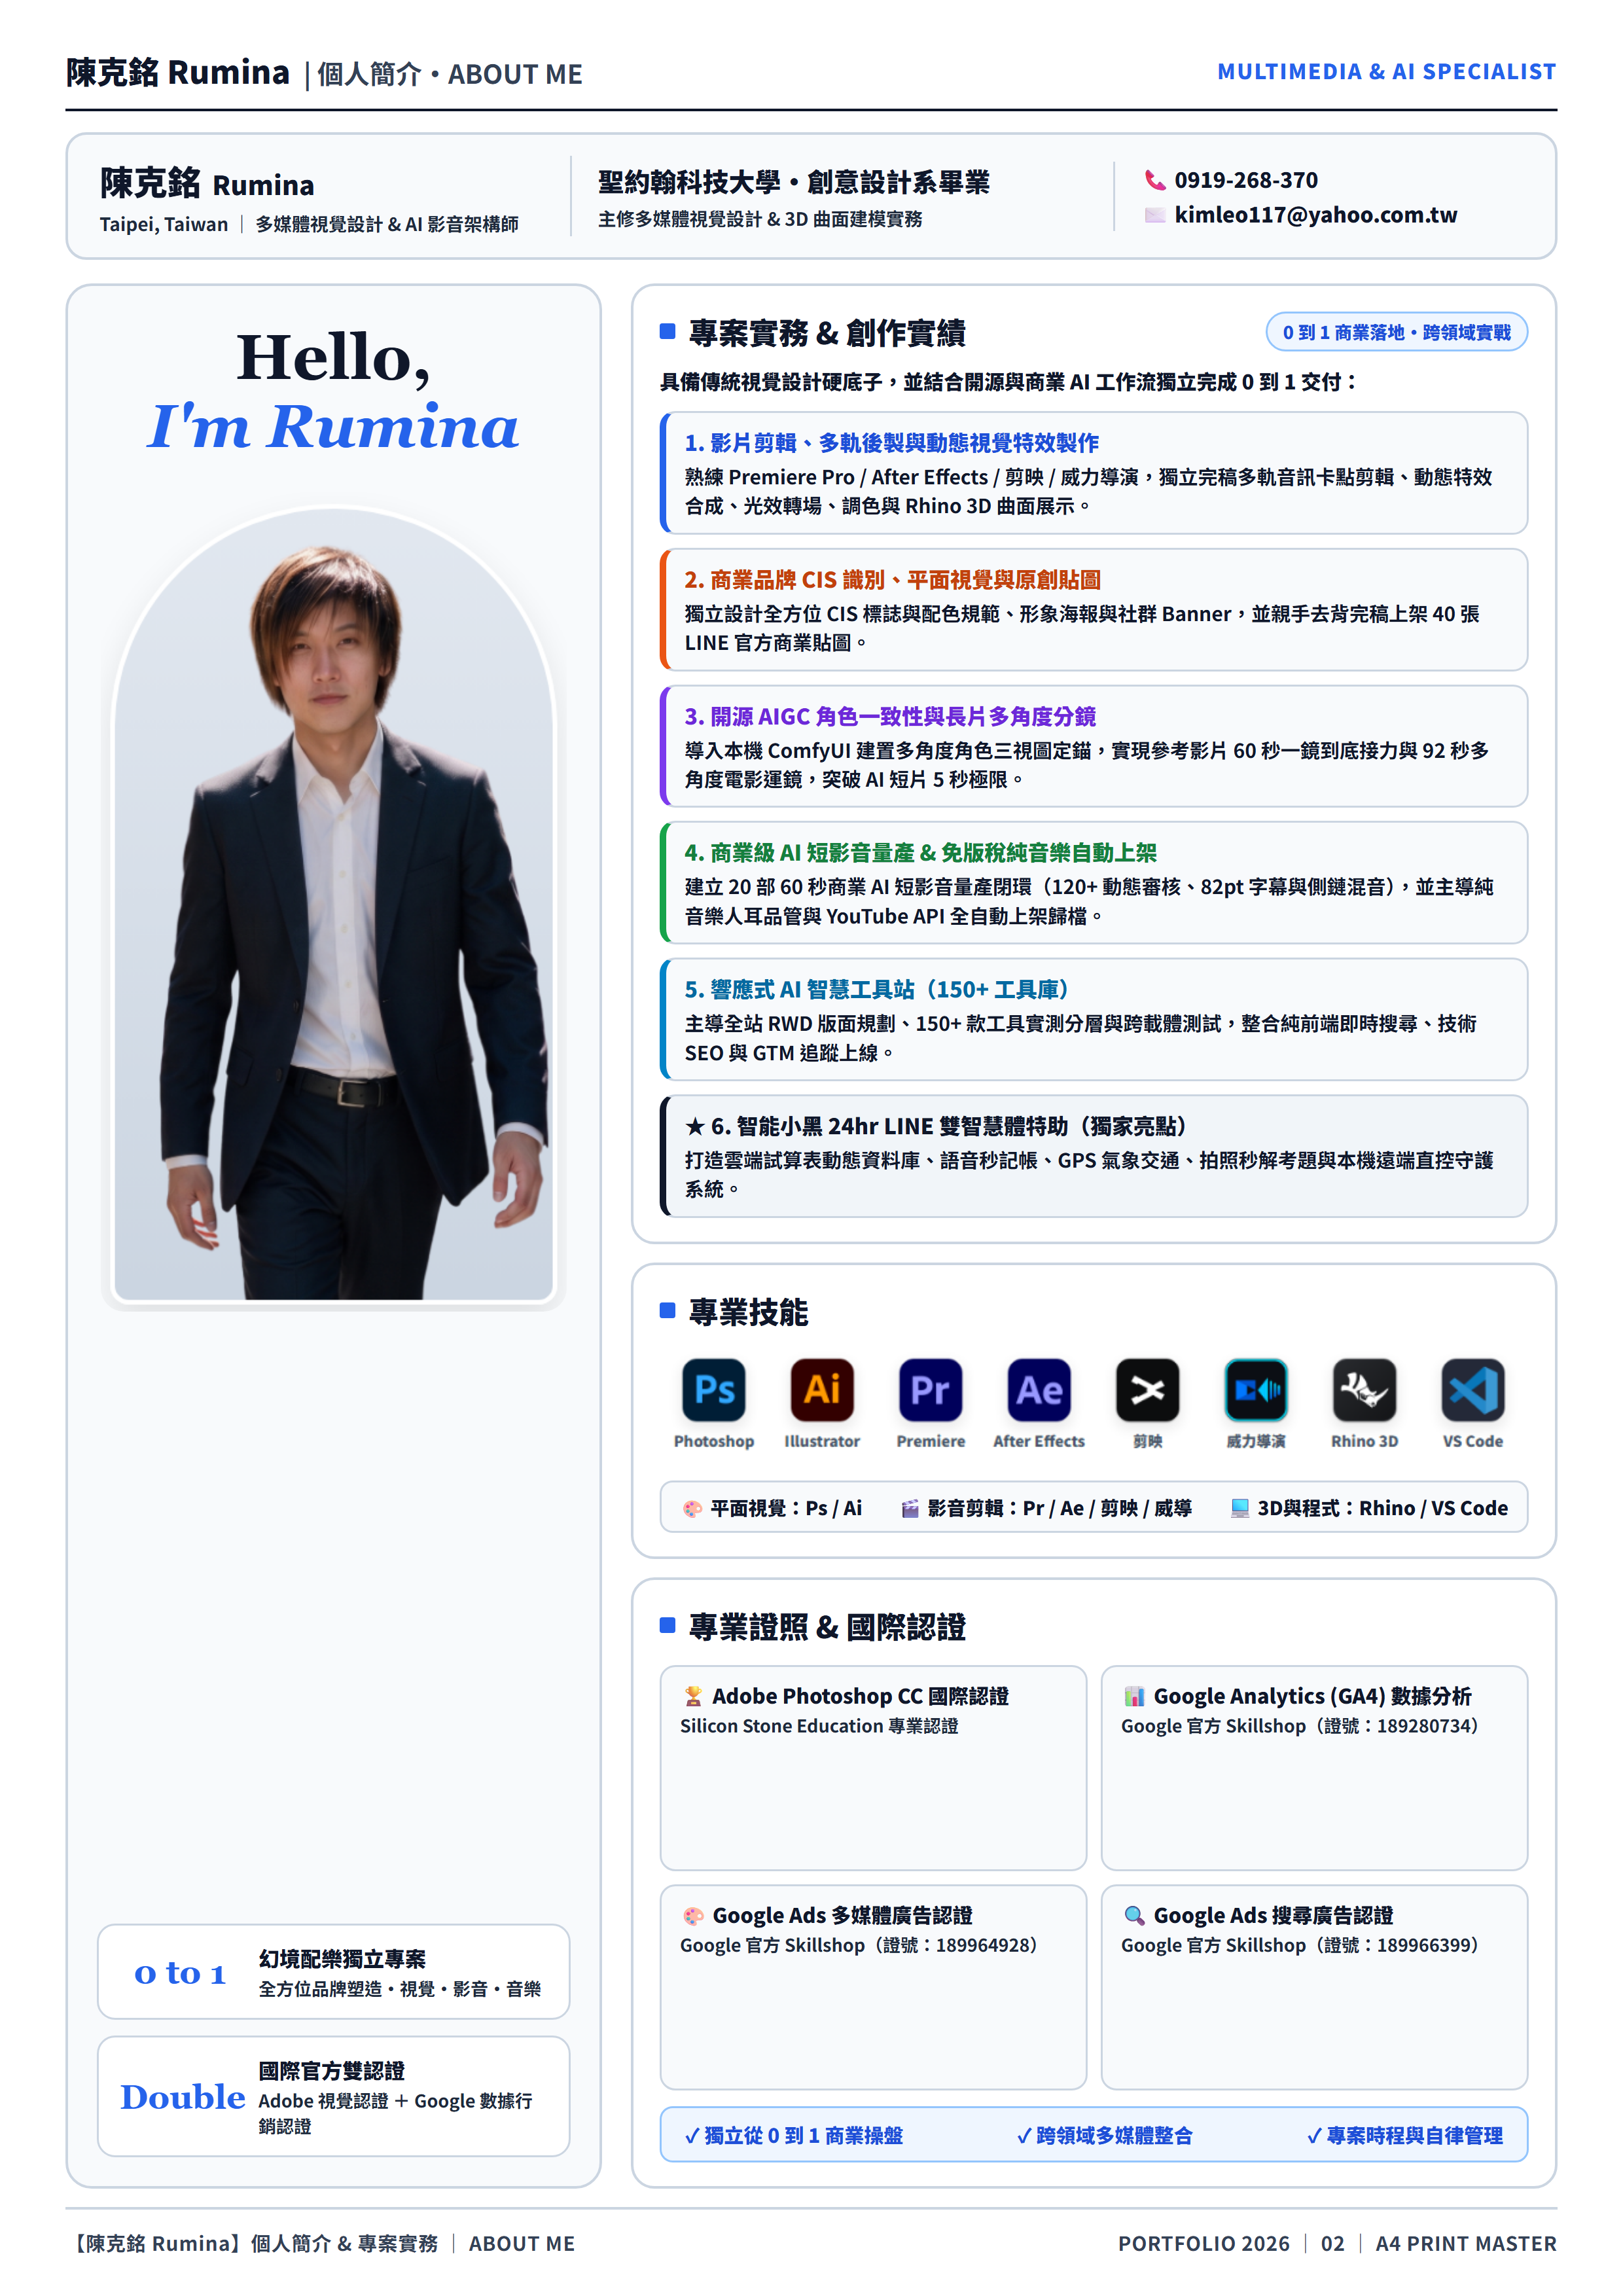 陳克銘 Rumina | 個人簡介・ABOUT ME
MULTIMEDIA & AI SPECIALIST
陳克銘 Rumina
Taipei, Taiwan | 多媒體視覺設計 & AI 影音架構師
聖約翰科技大學・創意設計系畢業
主修多媒體視覺設計 & 3D 曲面建模實務
0919-268-370
kimleo117@yahoo.com.tw
Hello,
I'm Rumina
0 to 1
幻境配樂獨立專案
全方位品牌塑造・視覺・影音・音樂
Double
國際官方雙認證
Adobe 視覺認證 ＋ Google 數據行
銷認證
專案實務 & 創作實績
0 到 1 商業落地・跨領域實戰
具備傳統視覺設計硬底子，並結合開源與商業 AI 工作流獨立完成 0 到 1 交付：
1. 影片剪輯、多軌後製與動態視覺特效製作
熟練 Premiere Pro / After Effects / 剪映 / 威力導演，獨立完稿多軌音訊卡點剪輯、動態特效
合成、光效轉場、調色與 Rhino 3D 曲面展示。
2. 商業品牌 CIS 識別、平面視覺與原創貼圖
獨立設計全方位 CIS 標誌與配色規範、形象海報與社群 Banner，並親手去背完稿上架 40 張
LINE 官方商業貼圖。
3. 開源 AIGC 角色一致性與長片多角度分鏡
導入本機 ComfyUI 建置多角度角色三視圖定錨，實現參考影片 60 秒一鏡到底接力與 92 秒多
角度電影運鏡，突破 AI 短片 5 秒極限。
4. 商業級 AI 短影音量產 & 免版稅純音樂自動上架
建立 20 部 60 秒商業 AI 短影音量產閉環（120+ 動態審核、82pt 字幕與側鏈混音），並主導純
音樂人耳品管與 YouTube API 全自動上架歸檔。
5. 響應式 AI 智慧工具站（150+ 工具庫）
主導全站 RWD 版面規劃、150+ 款工具實測分層與跨載體測試，整合純前端即時搜尋、技術
SEO 與 GTM 追蹤上線。
★ 6. 智能小黑 24hr LINE 雙智慧體特助（獨家亮點）
打造雲端試算表動態資料庫、語音秒記帳、GPS 氣象交通、拍照秒解考題與本機遠端直控守護
系統。
專業技能
Ps Ai Pr Ae
Photoshop Illustrator Premiere After Effects 剪映 威力導演 Rhino 3D VS Code
平面視覺：Ps / Ai 影音剪輯：Pr / Ae / 剪映 / 威導 3D與程式：Rhino / VS Code
專業證照 & 國際認證
Adobe Photoshop CC 國際認證
Silicon Stone Education 專業認證
Google Analytics (GA4) 數據分析
Google 官方 Skillshop（證號：189280734）
Google Ads 多媒體廣告認證
Google 官方 Skillshop（證號：189964928）
Google Ads 搜尋廣告認證
Google 官方 Skillshop（證號：189966399）
✓ 獨立從 0 到 1 商業操盤 ✓ 跨領域多媒體整合 ✓ 專案時程與自律管理
【陳克銘 Rumina】個人簡介 & 專案實務 | ABOUT ME
PORTFOLIO 2026 | 02 | A4 PRINT MASTER